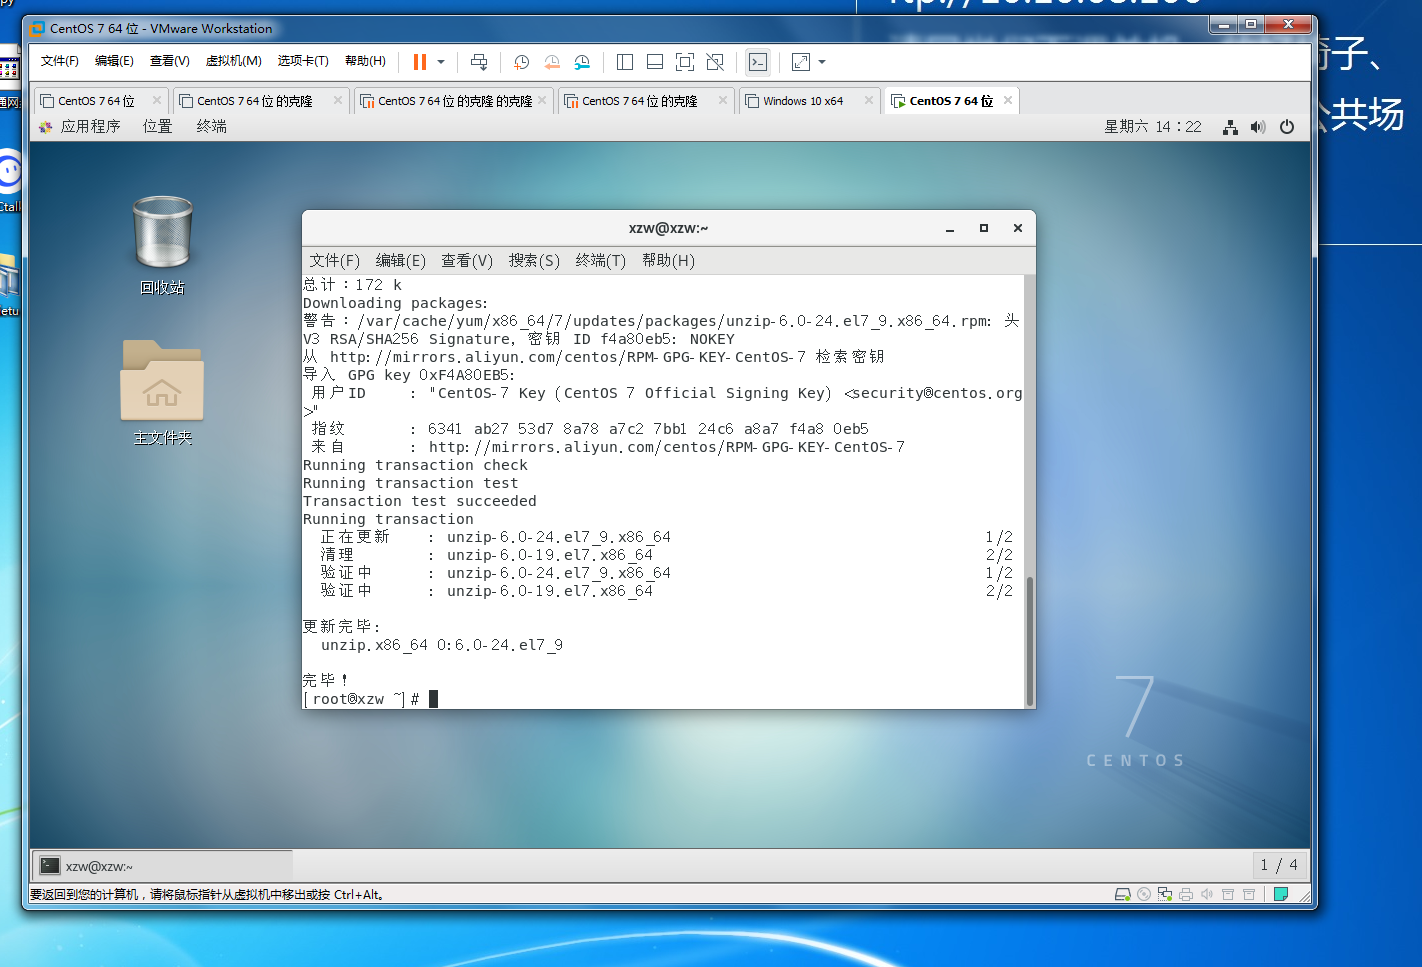 CentOS 7 64 位 - VMware Workstation
文件(F) 编辑(E) 查看(V) 虚拟机(M) 选项卡(T) 帮助(H)
CentOS 7 64 位 CentOS 7 64 位 的克隆 CentOS 7 64 位 的克隆 的克隆 CentOS 7 64 位 的克隆 Windows 10 x64 CentOS 7 64 位
应用程序 位置 终端 星期六 14：22
回收站
主文件夹
xzw@xzw:~
文件(F) 编辑(E) 查看(V) 搜索(S) 终端(T) 帮助(H)
总计：172 k
Downloading packages:
警告：/var/cache/yum/x86_64/7/updates/packages/unzip-6.0-24.el7_9.x86_64.rpm: 头
V3 RSA/SHA256 Signature, 密钥 ID f4a80eb5: NOKEY
从 http://mirrors.aliyun.com/centos/RPM-GPG-KEY-CentOS-7 检索密钥
导入 GPG key 0xF4A80EB5:
用户ID : "CentOS-7 Key (CentOS 7 Official Signing Key) <security@centos.org
>"
指纹 : 6341 ab27 53d7 8a78 a7c2 7bb1 24c6 a8a7 f4a8 0eb5
来自 : http://mirrors.aliyun.com/centos/RPM-GPG-KEY-CentOS-7
Running transaction check
Running transaction test
Transaction test succeeded
Running transaction
正在更新 : unzip-6.0-24.el7_9.x86_64 1/2
清理 : unzip-6.0-19.el7.x86_64 2/2
验证中 : unzip-6.0-24.el7_9.x86_64 1/2
验证中 : unzip-6.0-19.el7.x86_64 2/2
更新完毕:
unzip.x86_64 0:6.0-24.el7_9
完毕！
[root@xzw ~]#
7
CENTOS
xzw@xzw:~ 1 / 4
要返回到您的计算机，请将鼠标指针从虚拟机中移出或按 Ctrl+Alt。
子、
公共场